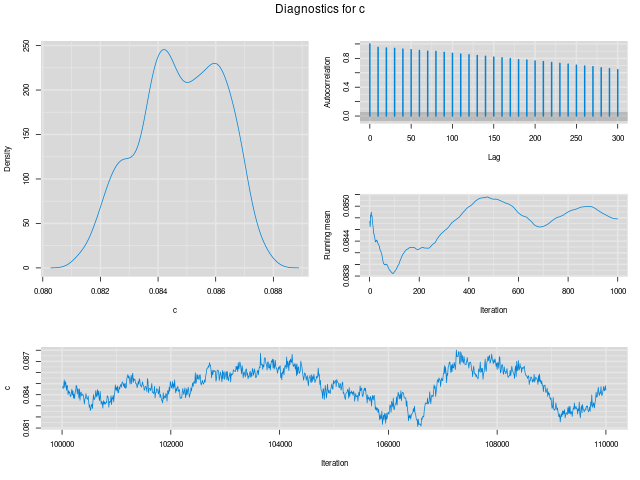 Diagnostics for c
Density
0 50 100 150 200 250
0.080 0.082 0.084 0.086 0.088
c
Autocorrelation
0.0 0.4 0.8
0 50 100 150 200 250 300
Lag
Running mean
0.0838 0.0844 0.0850
0 200 400 600 800 1000
Iteration
c
0.081 0.084 0.087
100000 102000 104000 106000 108000 110000
Iteration